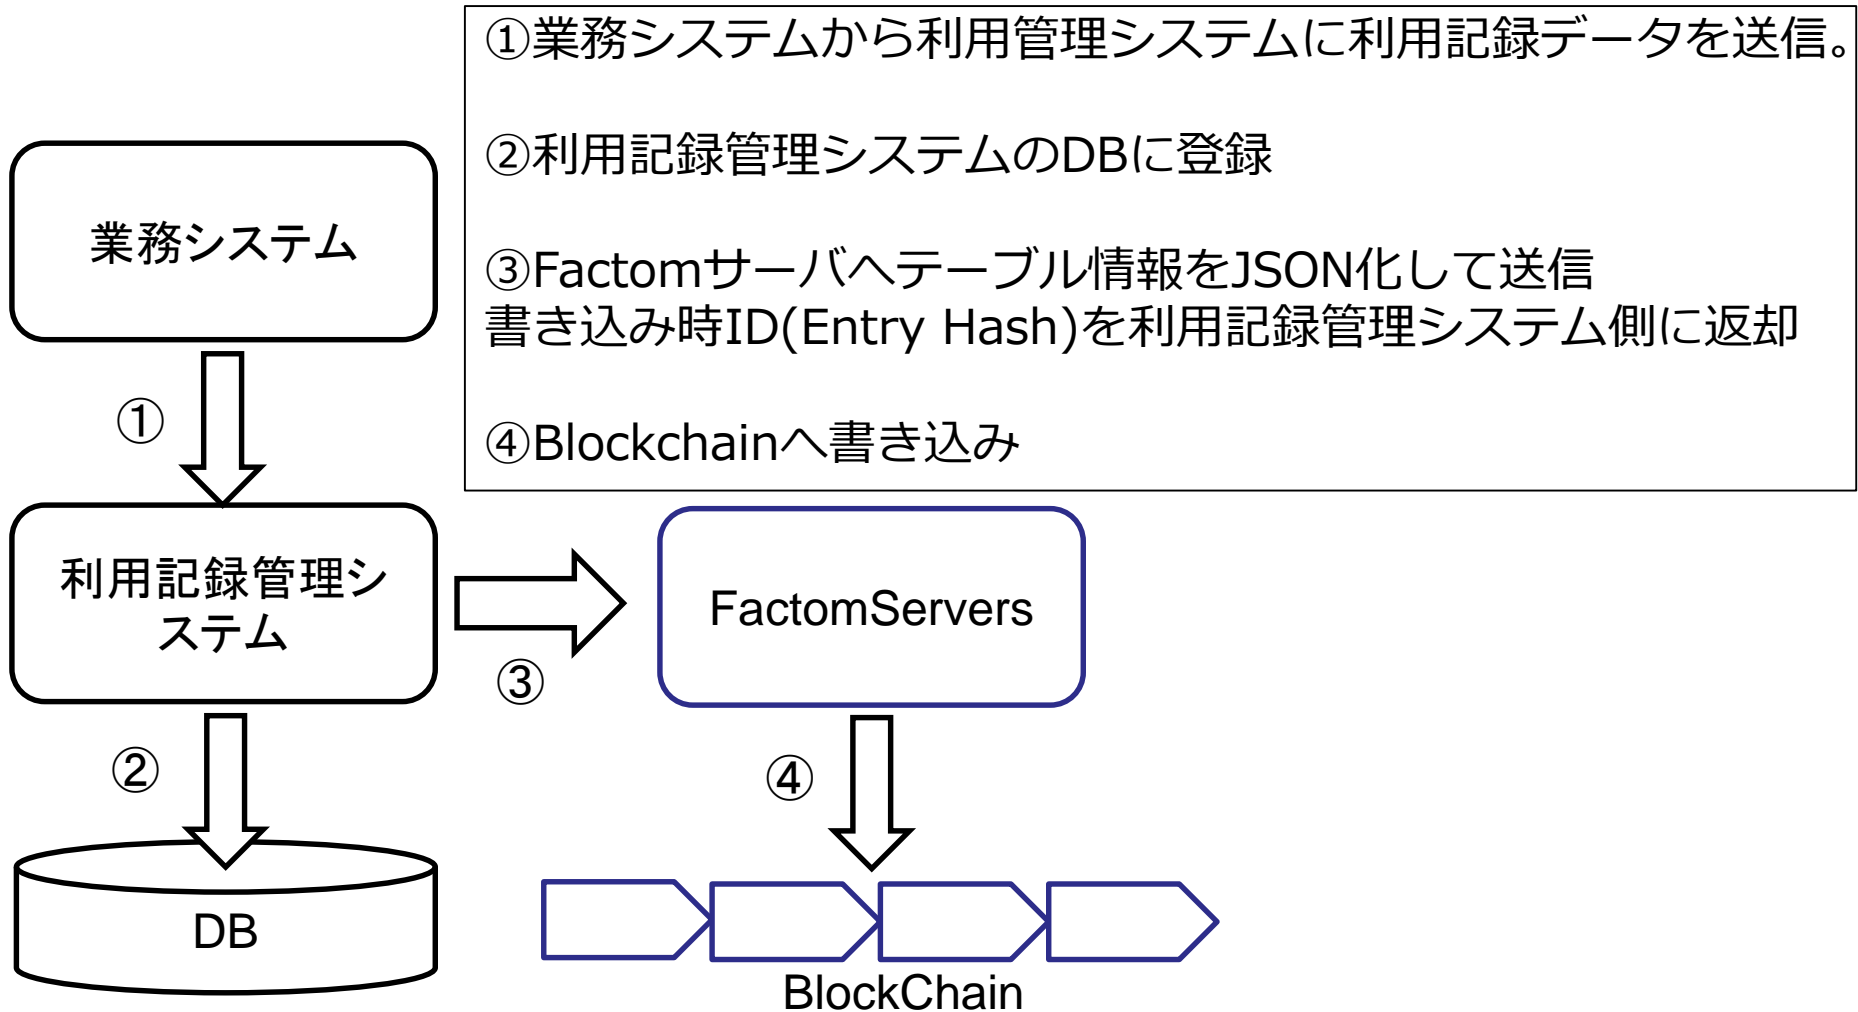 ①業務システムから利用管理システムに利用記録データを送信。
②利用記録管理システムのDBに登録
③Factomサーバへテーブル情報をJSON化して送信
書き込み時ID(Entry Hash)を利用記録管理システム側に返却
④Blockchainへ書き込み
業務システム
①
利用記録管理シ
ステム
③
FactomServers
②
④
DB
BlockChain